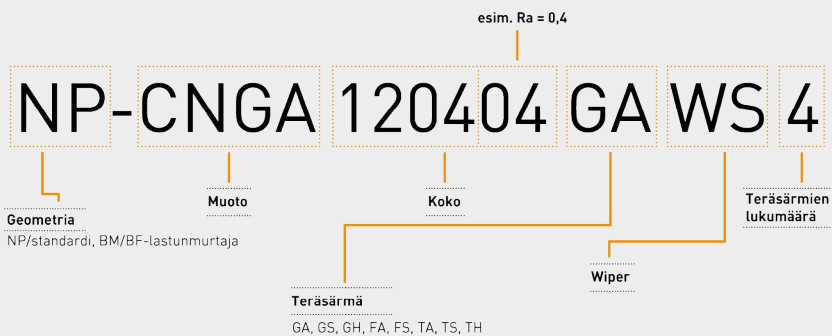 esim. Ra = 0,4
NP-CNGA 120404 GA WS 4
Geometria
NP/standardi, BM/BF-lastunmurtaja
Muoto
Koko
Teräsärmien
lukumäärä
Wiper
Teräsärmä
GA, GS, GH, FA, FS, TA, TS, TH